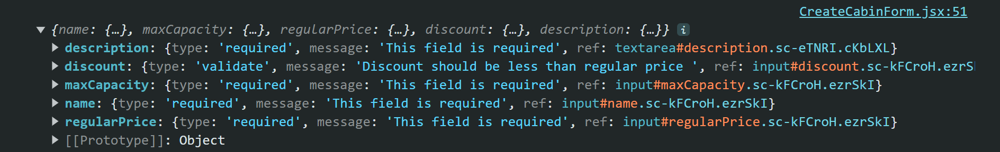 CreateCabinForm.jsx:51
▼ {name: {…}, maxCapacity: {…}, regularPrice: {…}, discount: {…}, description: {…}} i
▶ description: {type: 'required', message: 'This field is required', ref: textarea#description.sc-eTNRI.cKbLXL}
▶ discount: {type: 'validate', message: 'Discount should be less than regular price ', ref: input#discount.sc-kFCroH.ezrS
▶ maxCapacity: {type: 'required', message: 'This field is required', ref: input#maxCapacity.sc-kFCroH.ezrSkI}
▶ name: {type: 'required', message: 'This field is required', ref: input#name.sc-kFCroH.ezrSkI}
▶ regularPrice: {type: 'required', message: 'This field is required', ref: input#regularPrice.sc-kFCroH.ezrSkI}
▶ [[Prototype]]: Object